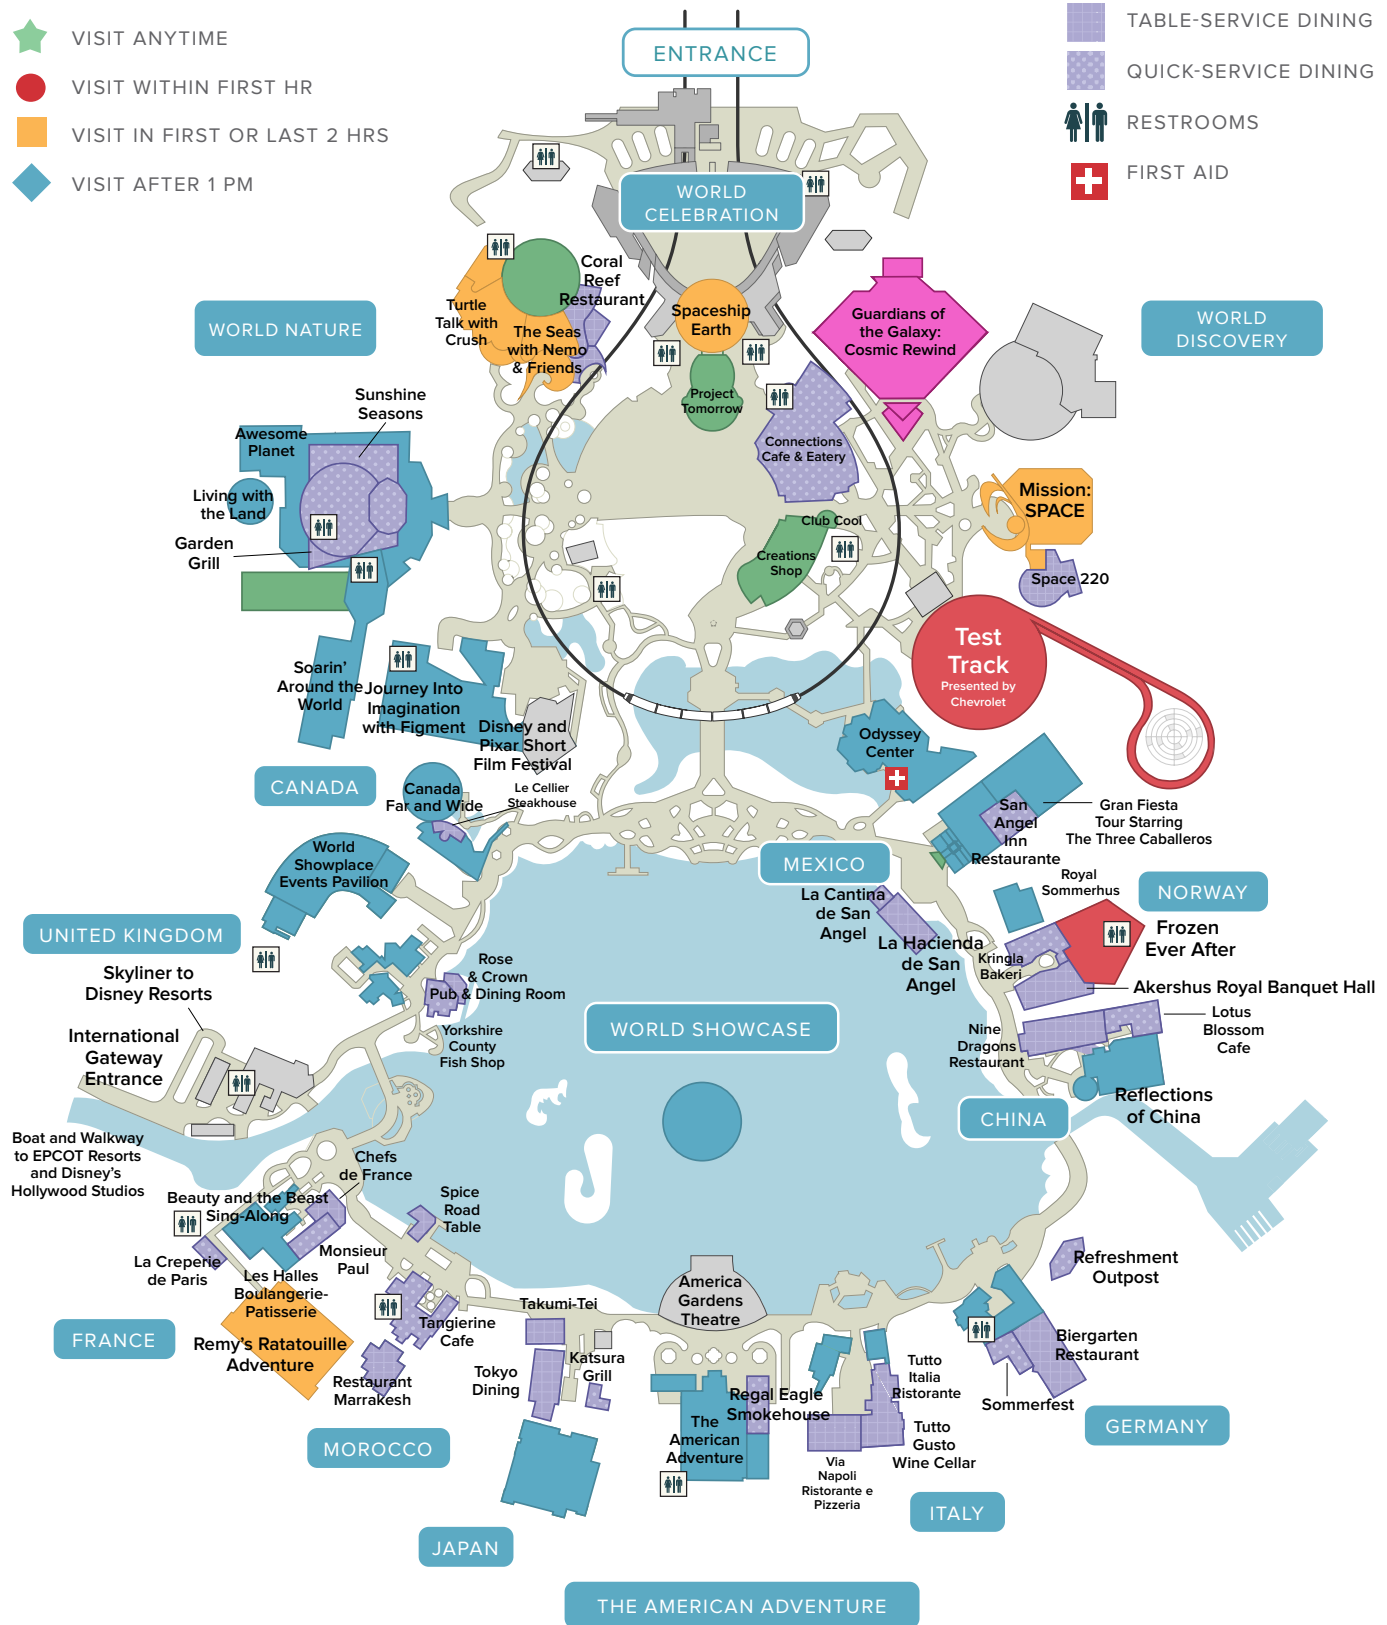 VISIT ANYTIME
VISIT WITHIN FIRST HR
VISIT IN FIRST OR LAST 2 HRS
VISIT AFTER 1 PM
ENTRANCE
TABLE-SERVICE DINING
QUICK-SERVICE DINING
RESTROOMS
FIRST AID
WORLD
CELEBRATION
WORLD NATURE
Turtle
Talk with
Crush
The Seas
with Nemo
& Friends
Coral
Reef
Restaurant
Spaceship
Earth
Project
Tomorrow
Guardians of
the Galaxy:
Cosmic Rewind
WORLD
DISCOVERY
Connections
Cafe & Eatery
Sunshine
Seasons
Awesome
Planet
Living with
the Land
Garden
Grill
Club Cool
Creations
Shop
Mission:
SPACE
Space 220
Test
Track
Presented by
Chevrolet
Soarin'
Around the
World
Journey Into
Imagination
with Figment
Disney and
Pixar Short
Film Festival
Odyssey
Center
CANADA
Canada
Far and Wide
Le Cellier
Steakhouse
World
Showplace
Events Pavilion
San
Angel
Inn
Restaurante
Gran Fiesta
Tour Starring
The Three Caballeros
MEXICO
La Cantina
de San
Angel
La Hacienda
de San
Angel
Royal
Sommerhus
NORWAY
Frozen
Ever After
Kringla
Bakeri
Akershus Royal Banquet Hall
UNITED KINGDOM
Skyliner to
Disney Resorts
International
Gateway
Entrance
Rose
& Crown
Pub & Dining Room
Yorkshire
County
Fish Shop
WORLD SHOWCASE
Nine
Dragons
Restaurant
Lotus
Blossom
Cafe
Reflections
of China
CHINA
Boat and Walkway
to EPCOT Resorts
and Disney's
Hollywood Studios
Chefs
de France
Beauty and the Beast
Sing-Along
La Creperie
de Paris
Monsieur
Paul
Les Halles
Boulangerie-
Patisserie
Remy's Ratatouille
Adventure
FRANCE
Spice
Road
Table
Tangierine
Cafe
Restaurant
Marrakesh
MOROCCO
Takumi-Tei
Tokyo
Dining
Katsura
Grill
JAPAN
America
Gardens
Theatre
The
American
Adventure
Regal Eagle
Smokehouse
THE AMERICAN ADVENTURE
Via
Napoli
Ristorante e
Pizzeria
Tutto
Italia
Ristorante
Tutto
Gusto
Wine Cellar
ITALY
Refreshment
Outpost
Biergarten
Restaurant
Sommerfest
GERMANY